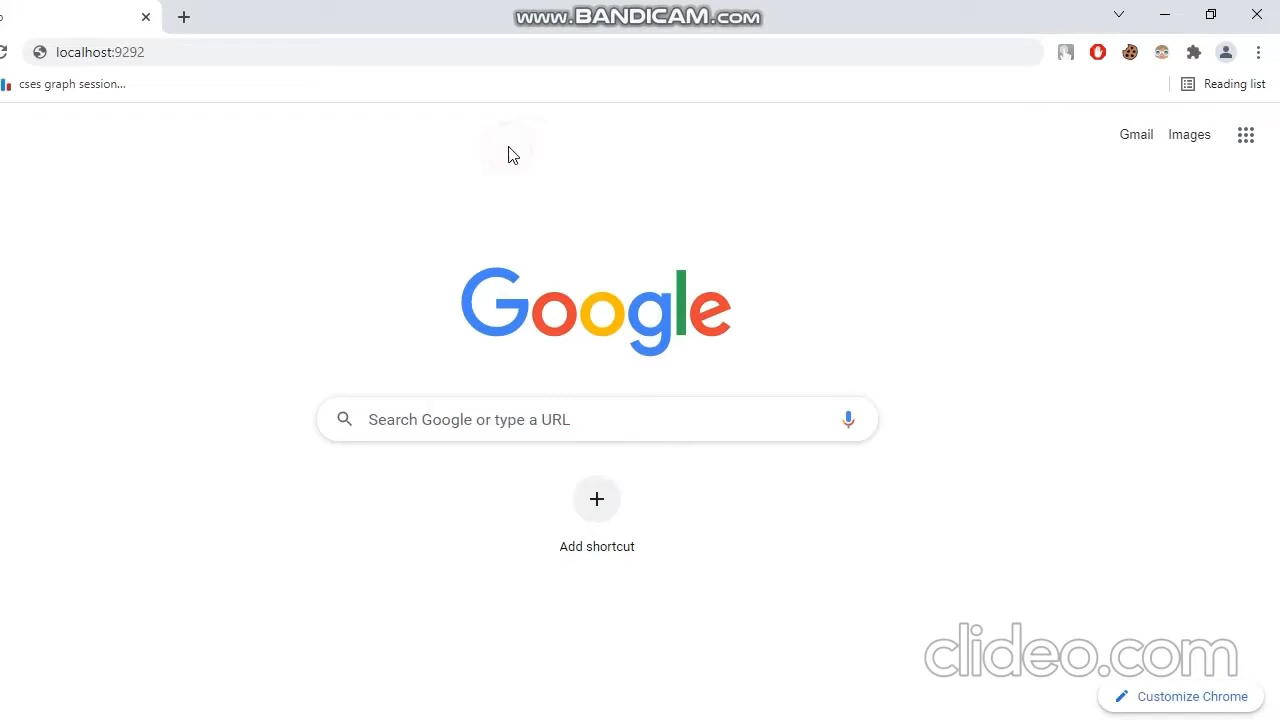 www.BANDICAM.com
localhost:9292
cses graph session...
Reading list
Gmail
Images
Google
Search Google or type a URL
Add shortcut
clideo.com
Customize Chrome